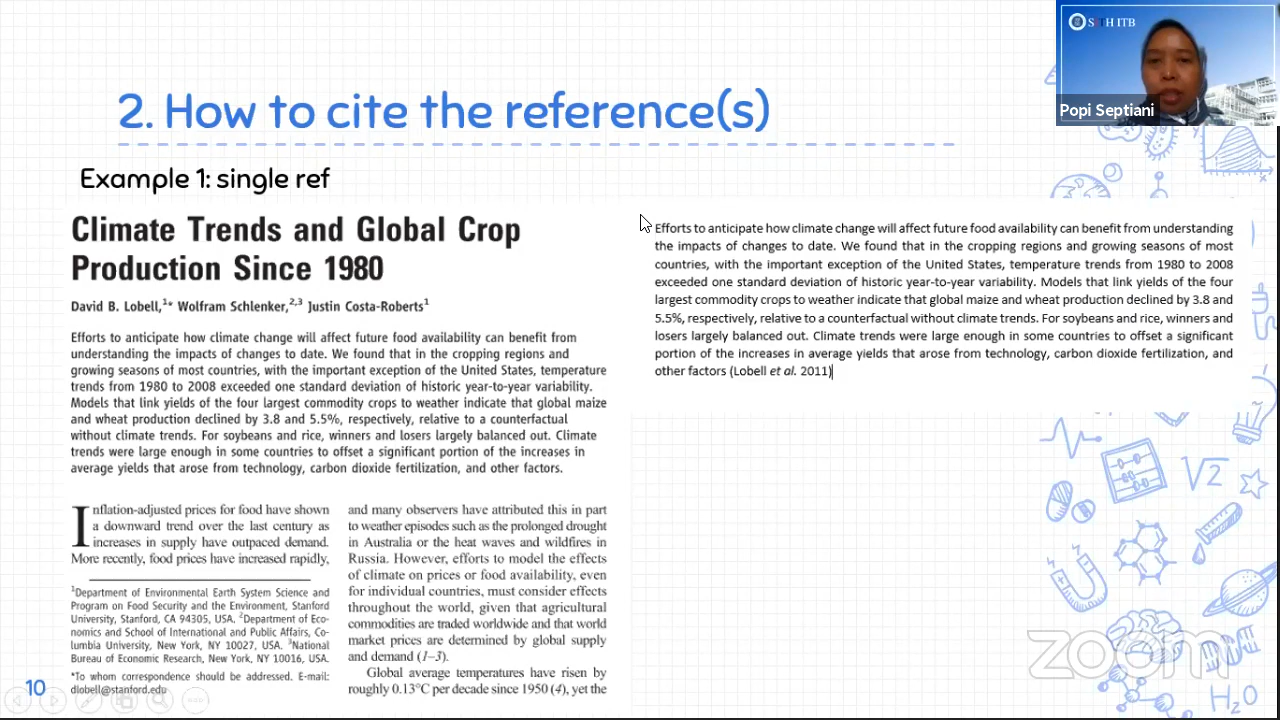 SITH ITB
Popi Septiani
2. How to cite the reference(s)
Example 1: single ref
Climate Trends and Global Crop
Production Since 1980
David B. Lobell,1* Wolfram Schlenker,2,3 Justin Costa-Roberts1
Efforts to anticipate how climate change will affect future food availability can benefit from
understanding the impacts of changes to date. We found that in the cropping regions and
growing seasons of most countries, with the important exception of the United States, temperature
trends from 1980 to 2008 exceeded one standard deviation of historic year-to-year variability.
Models that link yields of the four largest commodity crops to weather indicate that global maize
and wheat production declined by 3.8 and 5.5%, respectively, relative to a counterfactual
without climate trends. For soybeans and rice, winners and losers largely balanced out. Climate
trends were large enough in some countries to offset a significant portion of the increases in
average yields that arose from technology, carbon dioxide fertilization, and other factors.
Inflation-adjusted prices for food have shown
a downward trend over the last century as
increases in supply have outpaced demand.
More recently, food prices have increased rapidly,
1Department of Environmental Earth System Science and
Program on Food Security and the Environment, Stanford
University, Stanford, CA 94305, USA. 2Department of Eco-
nomics and School of International and Public Affairs, Co-
lumbia University, New York, NY 10027, USA. 3National
Bureau of Economic Research, New York, NY 10016, USA.
*To whom correspondence should be addressed. E-mail:
dlobell@stanford.edu
and many observers have attributed this in part
to weather episodes such as the prolonged drought
in Australia or the heat waves and wildfires in
Russia. However, efforts to model the effects
of climate on prices or food availability, even
for individual countries, must consider effects
throughout the world, given that agricultural
commodities are traded worldwide and that world
market prices are determined by global supply
and demand (1–3).
Global average temperatures have risen by
roughly 0.13°C per decade since 1950 (4), yet the
Efforts to anticipate how climate change will affect future food availability can benefit from understanding
the impacts of changes to date. We found that in the cropping regions and growing seasons of most
countries, with the important exception of the United States, temperature trends from 1980 to 2008
exceeded one standard deviation of historic year-to-year variability. Models that link yields of the four
largest commodity crops to weather indicate that global maize and wheat production declined by 3.8 and
5.5%, respectively, relative to a counterfactual without climate trends. For soybeans and rice, winners and
losers largely balanced out. Climate trends were large enough in some countries to offset a significant
portion of the increases in average yields that arose from technology, carbon dioxide fertilization, and
other factors (Lobell et al. 2011)
√2
H2O
zoom
10